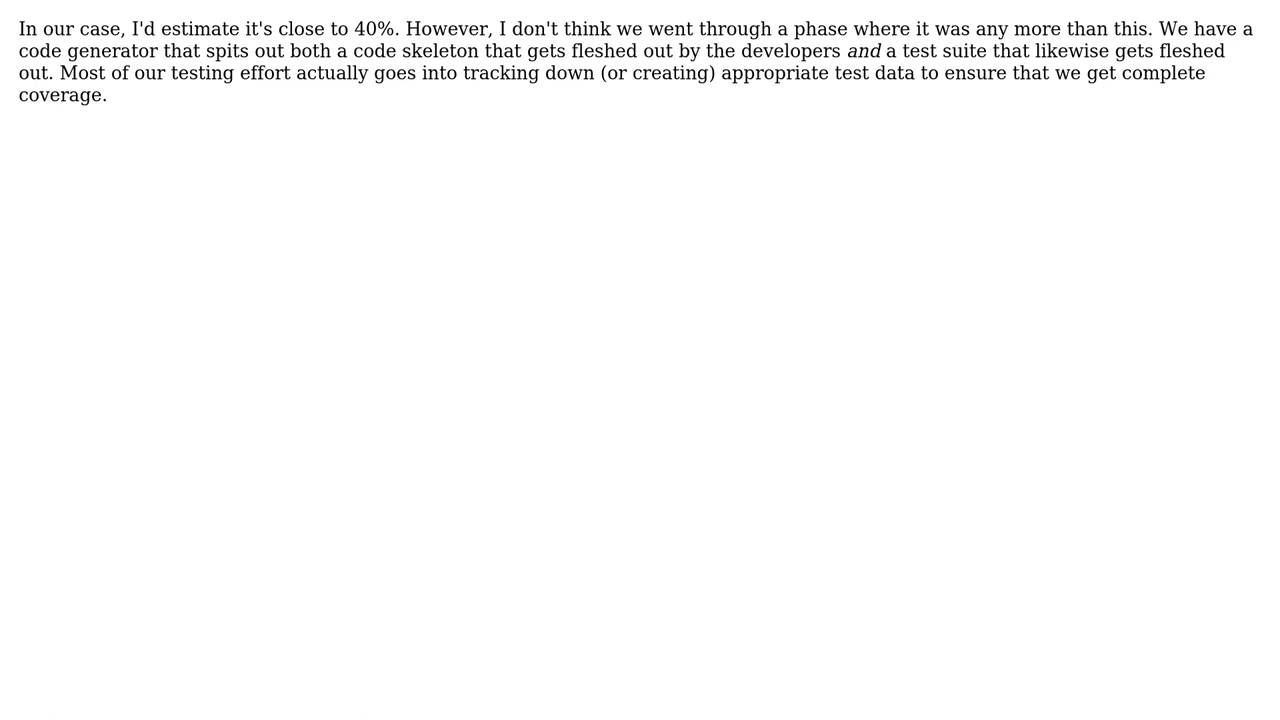 In our case, I'd estimate it's close to 40%. However, I don't think we went through a phase where it was any more than this. We have a
code generator that spits out both a code skeleton that gets fleshed out by the developers and a test suite that likewise gets fleshed
out. Most of our testing effort actually goes into tracking down (or creating) appropriate test data to ensure that we get complete
coverage.